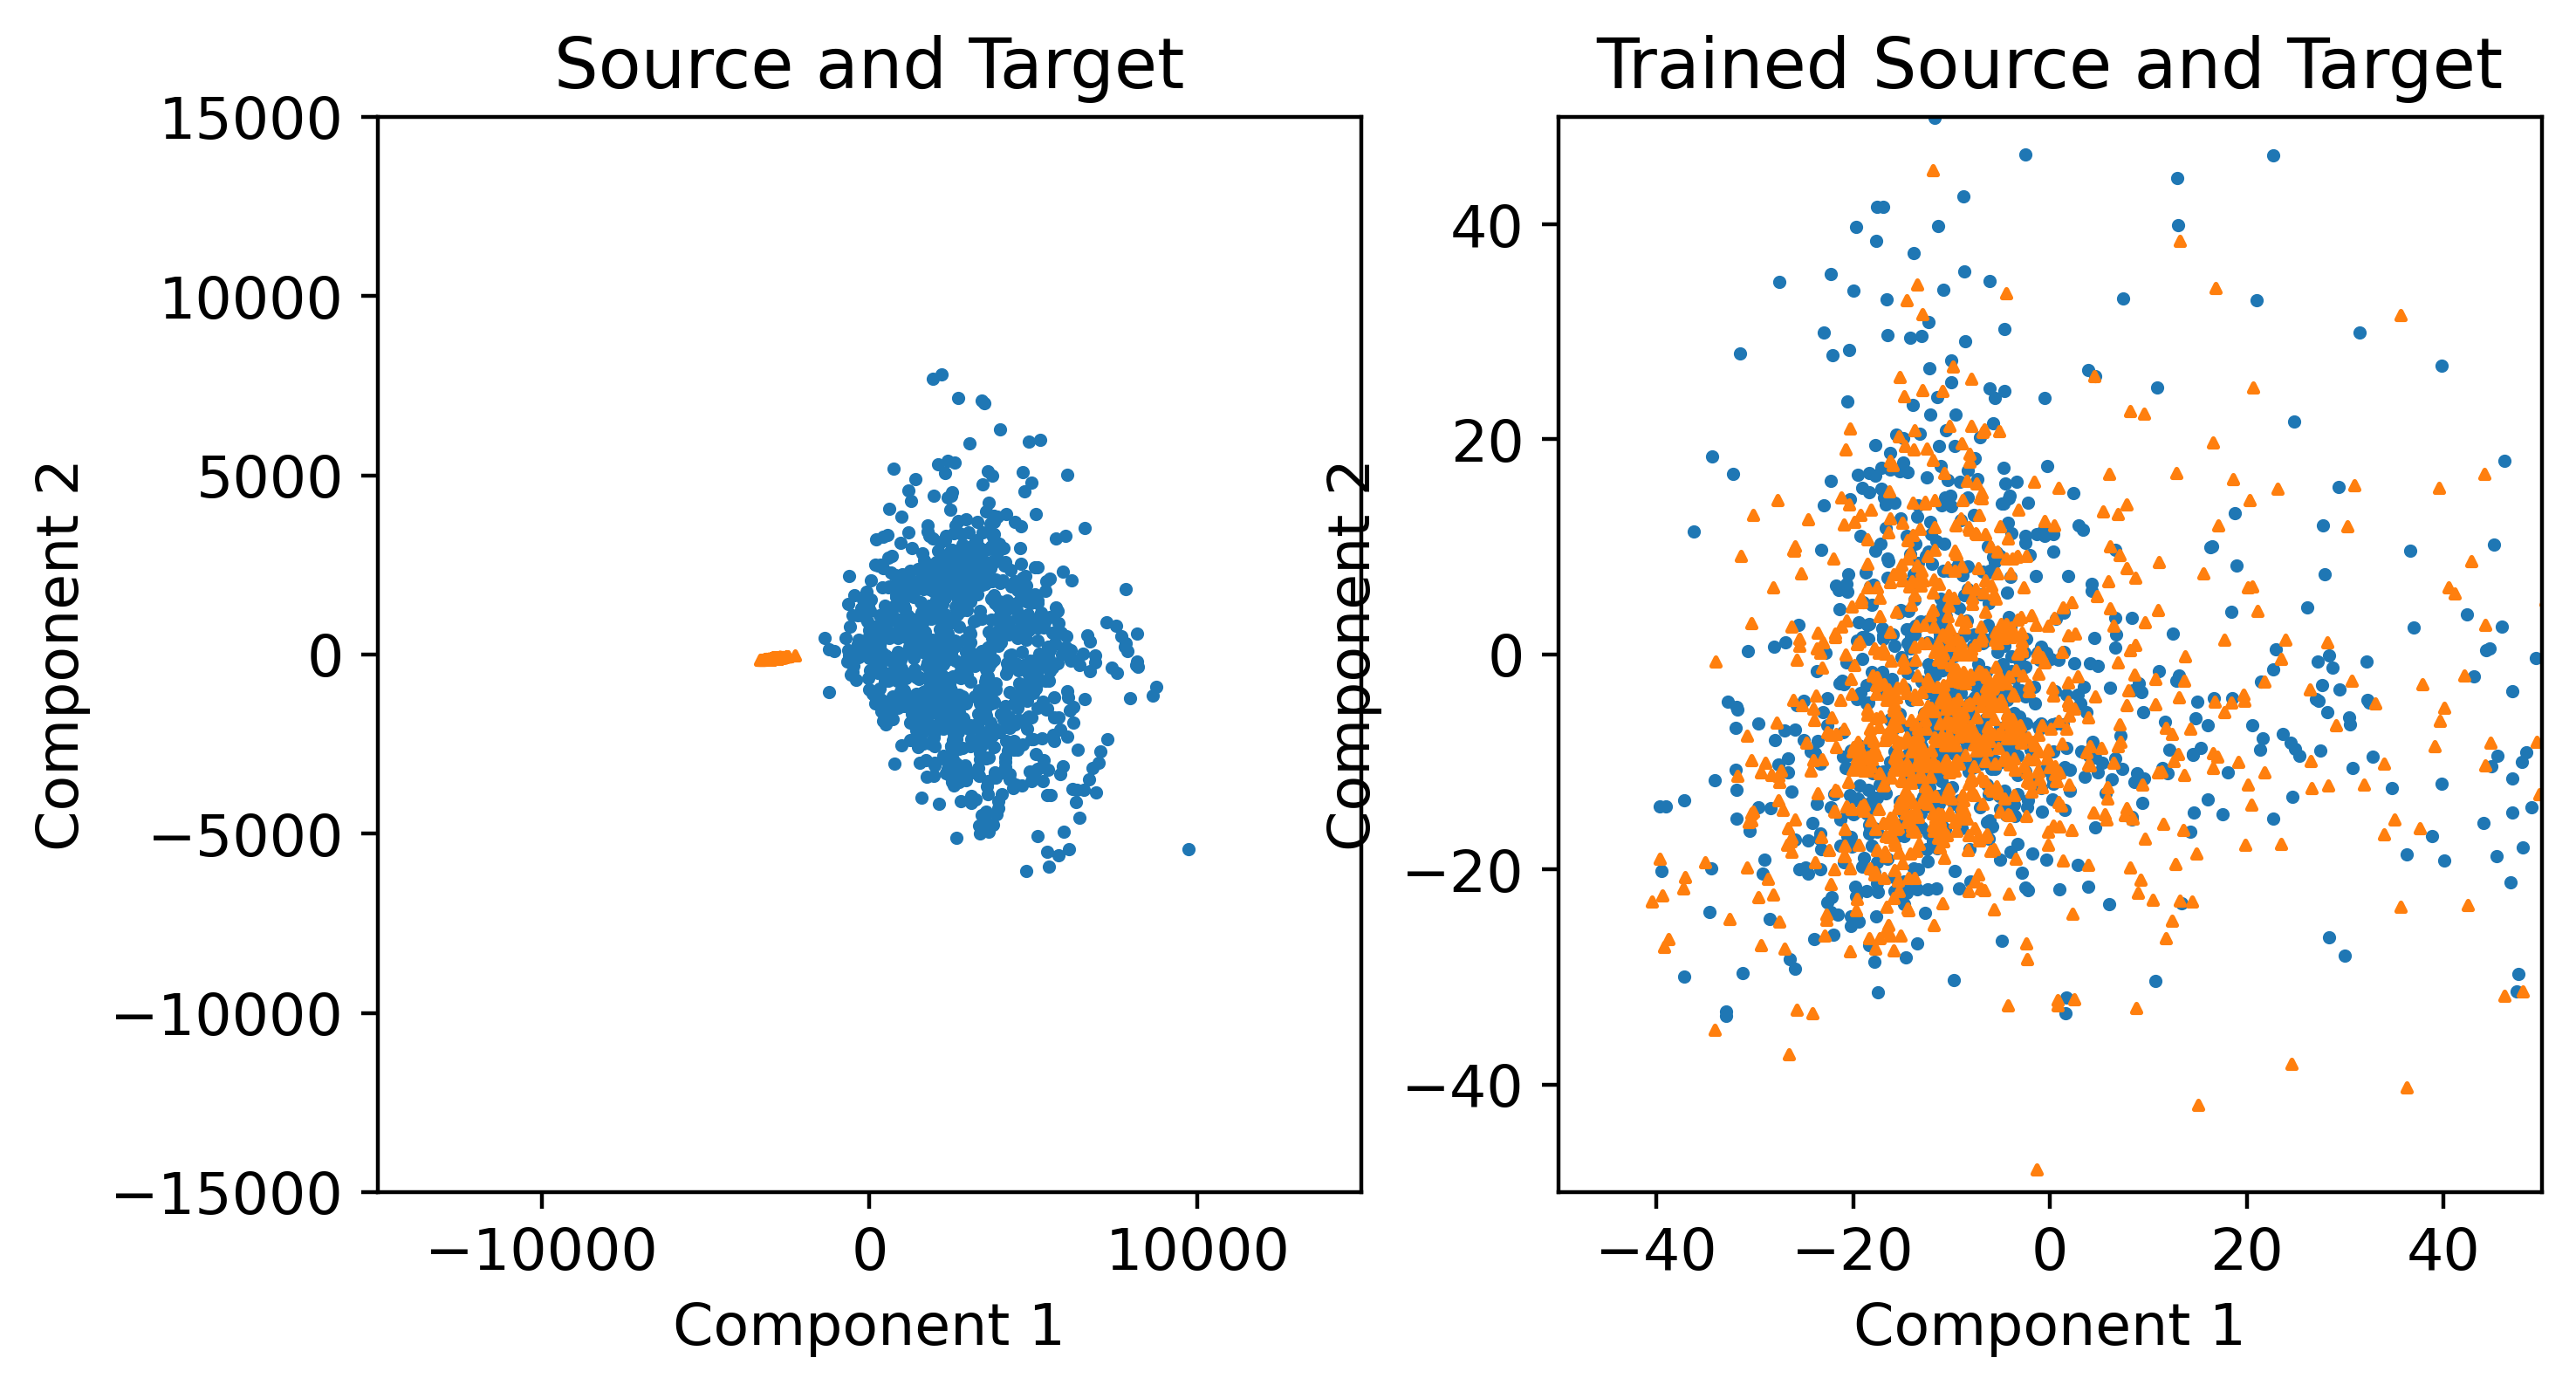 Source and Target
15000
10000
5000
0
−5000
−10000
−15000
Component 2
−10000 0 10000
Component 1
Trained Source and Target
40
20
0
−20
−40
Component 2
−40 −20 0 20 40
Component 1